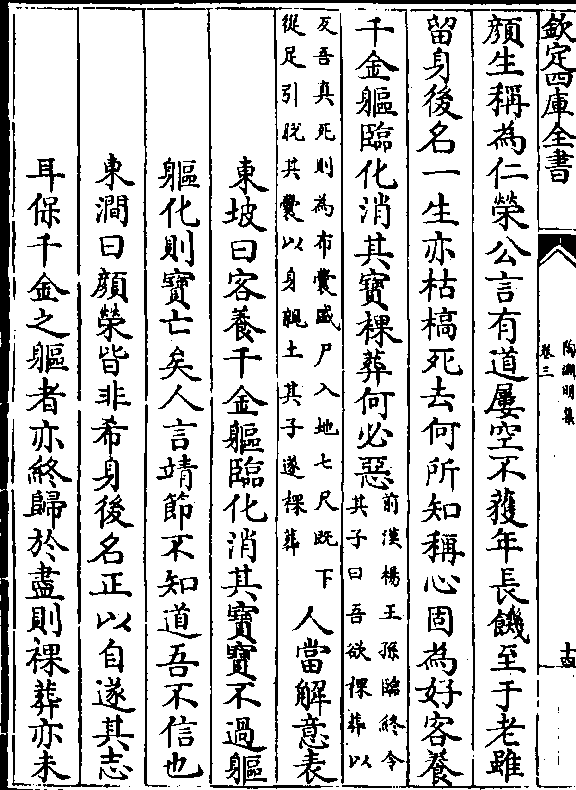 欽定四庫全書
陶淵明集
卷三
十四
顔生稱為仁榮公言有道屢空不獲年長饑至于老雖
留身後名一生亦枯槁死去何所知稱心固為好客養
千金軀臨化消其寶裸葬何必惡
前漢楊王孫臨終令
其子曰吾欲裸葬以
反吾真死則為布囊盛尸入地七尺既下
從足引脱其囊以身親土其子遂裸葬
人當解意表
東坡曰客養千金軀臨化消其寶寶不過軀
軀化則寶亡矣人言靖節不知道吾不信也
東澗曰顔榮皆非希身後名正以自遂其志
耳保千金之軀者亦終歸於盡則裸葬亦未